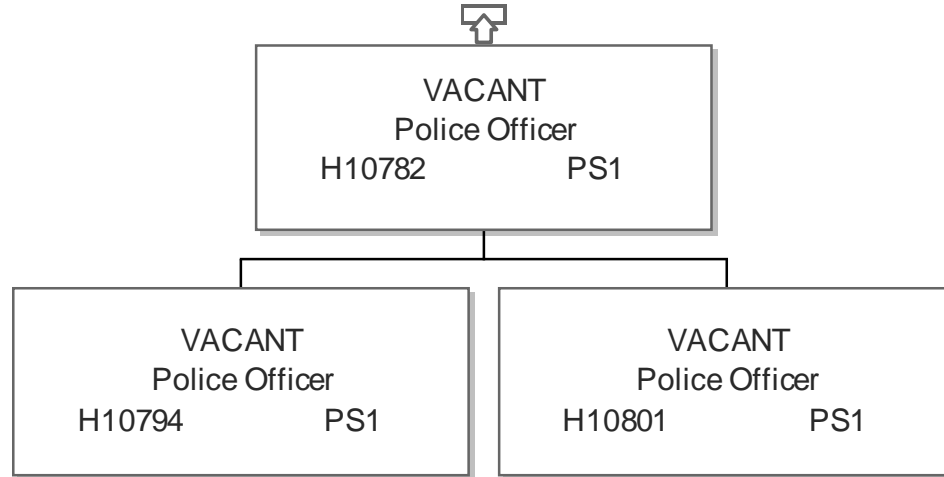 VACANT
Police Officer
H10782 PS1
VACANT
Police Officer
H10794 PS1
VACANT
Police Officer
H10801 PS1